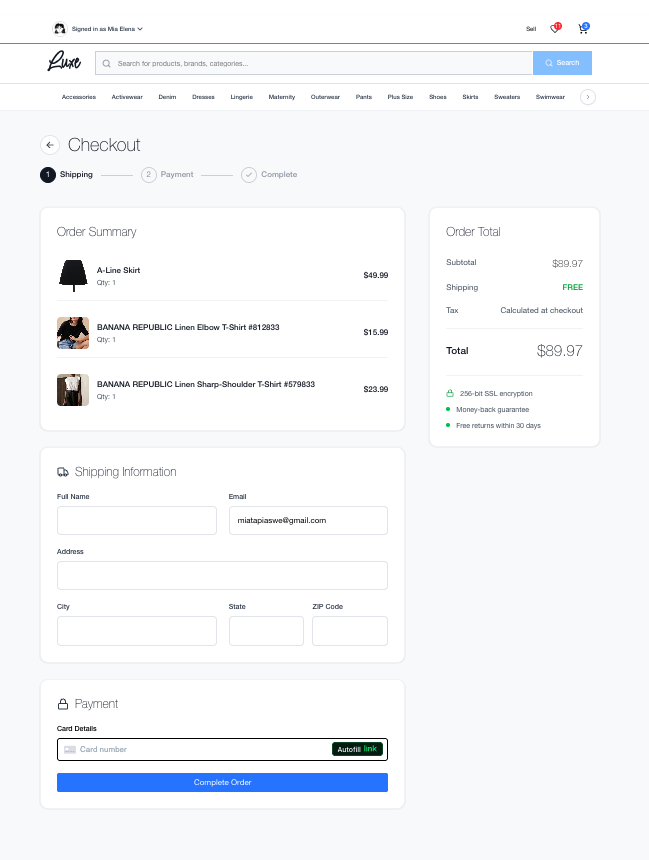 Signed in as Mia Elena
Sell
11
3
Luxe
Search for products, brands, categories...
Search
Accessories Activewear Denim Dresses Lingerie Maternity Outerwear Pants Plus Size Shoes Skirts Sweaters Swimwear
Checkout
1 Shipping 2 Payment Complete
Order Summary
A-Line Skirt
Qty: 1
$49.99
BANANA REPUBLIC Linen Elbow T-Shirt #812833
Qty: 1
$15.99
BANANA REPUBLIC Linen Sharp-Shoulder T-Shirt #579833
Qty: 1
$23.99
Order Total
Subtotal $89.97
Shipping FREE
Tax Calculated at checkout
Total $89.97
256-bit SSL encryption
Money-back guarantee
Free returns within 30 days
Shipping Information
Full Name Email
miatapiaswe@gmail.com
Address
City State ZIP Code
Payment
Card Details
Card number Autofill link
Complete Order